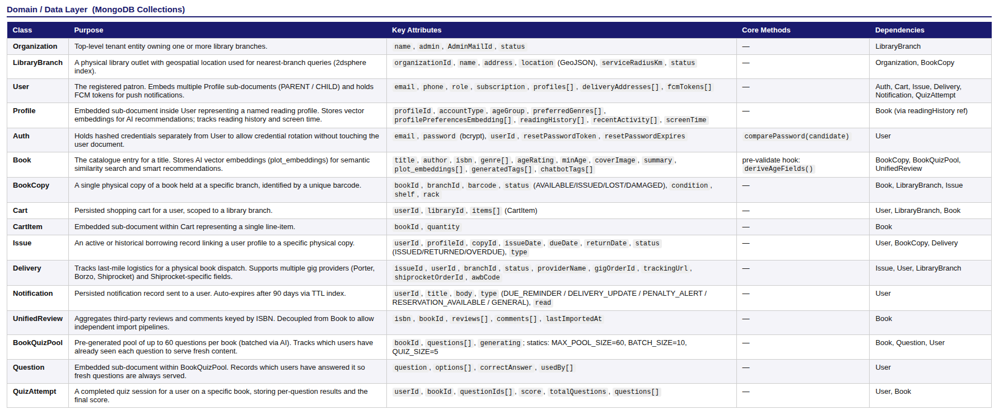 Domain / Data Layer (MongoDB Collections)
Class Purpose Key Attributes Core Methods Dependencies
Organization Top-level tenant entity owning one or more library branches. name, admin, AdminMailId, status — LibraryBranch
LibraryBranch A physical library outlet with geospatial location used for nearest-branch queries (2dsphere organizationId, name, address, location (GeoJSON), serviceRadiusKm, status — Organization, BookCopy
index).
User The registered patron. Embeds multiple Profile sub-documents (PARENT / CHILD) and holds email, phone, role, subscription, profiles[], deliveryAddresses[], fcmTokens[] — Auth, Cart, Issue, Delivery,
FCM tokens for push notifications. Notification, QuizAttempt
Profile Embedded sub-document inside User representing a named reading profile. Stores vector profileId, accountType, ageGroup, preferredGenres[], — Book (via readingHistory ref)
embeddings for AI recommendations; tracks reading history and screen time. profilePreferencesEmbedding[], readingHistory[], recentActivity[], screenTime
Auth Holds hashed credentials separately from User to allow credential rotation without touching the email, password (bcrypt), userId, resetPasswordToken, resetPasswordExpires comparePassword(candidate) User
user document.
Book The catalogue entry for a title. Stores AI vector embeddings (plot_embeddings) for semantic title, author, isbn, genre[], ageRating, minAge, coverImage, summary, pre-validate hook: BookCopy, BookQuizPool,
similarity search and smart recommendations. plot_embeddings[], generatedTags[], chatbotTags[] deriveAgeFields() UnifiedReview
BookCopy A single physical copy of a book held at a specific branch, identified by a unique barcode. bookId, branchId, barcode, status (AVAILABLE/ISSUED/LOST/DAMAGED), condition, — Book, LibraryBranch, Issue
shelf, rack
Cart Persisted shopping cart for a user, scoped to a library branch. userId, libraryId, items[] (CartItem) — User, LibraryBranch, Book
CartItem Embedded sub-document within Cart representing a single line-item. bookId, quantity — Book
Issue An active or historical borrowing record linking a user profile to a specific physical copy. userId, profileId, copyId, issueDate, dueDate, returnDate, status — User, BookCopy, Delivery
(ISSUED/RETURNED/OVERDUE), type
Delivery Tracks last-mile logistics for a physical book dispatch. Supports multiple gig providers (Porter, issueId, userId, branchId, status, providerName, gigOrderId, trackingUrl, — Issue, User, LibraryBranch
Borzo, Shiprocket) and Shiprocket-specific fields. shiprocketOrderId, awbCode
Notification Persisted notification record sent to a user. Auto-expires after 90 days via TTL index. userId, title, body, type (DUE_REMINDER / DELIVERY_UPDATE / PENALTY_ALERT / — User
RESERVATION_AVAILABLE / GENERAL), read
UnifiedReview Aggregates third-party reviews and comments keyed by ISBN. Decoupled from Book to allow isbn, bookId, reviews[], comments[], lastImportedAt — Book
independent import pipelines.
BookQuizPool Pre-generated pool of up to 60 questions per book (batched via AI). Tracks which users have bookId, questions[], generating; statics: MAX_POOL_SIZE=60, BATCH_SIZE=10, — Book, Question, User
already seen each question to serve fresh content. QUIZ_SIZE=5
Question Embedded sub-document within BookQuizPool. Records which users have answered it so question, options[], correctAnswer, usedBy[] — User
fresh questions are always served.
QuizAttempt A completed quiz session for a user on a specific book, storing per-question results and the userId, bookId, questionIds[], score, totalQuestions, questions[] — User, Book
final score.